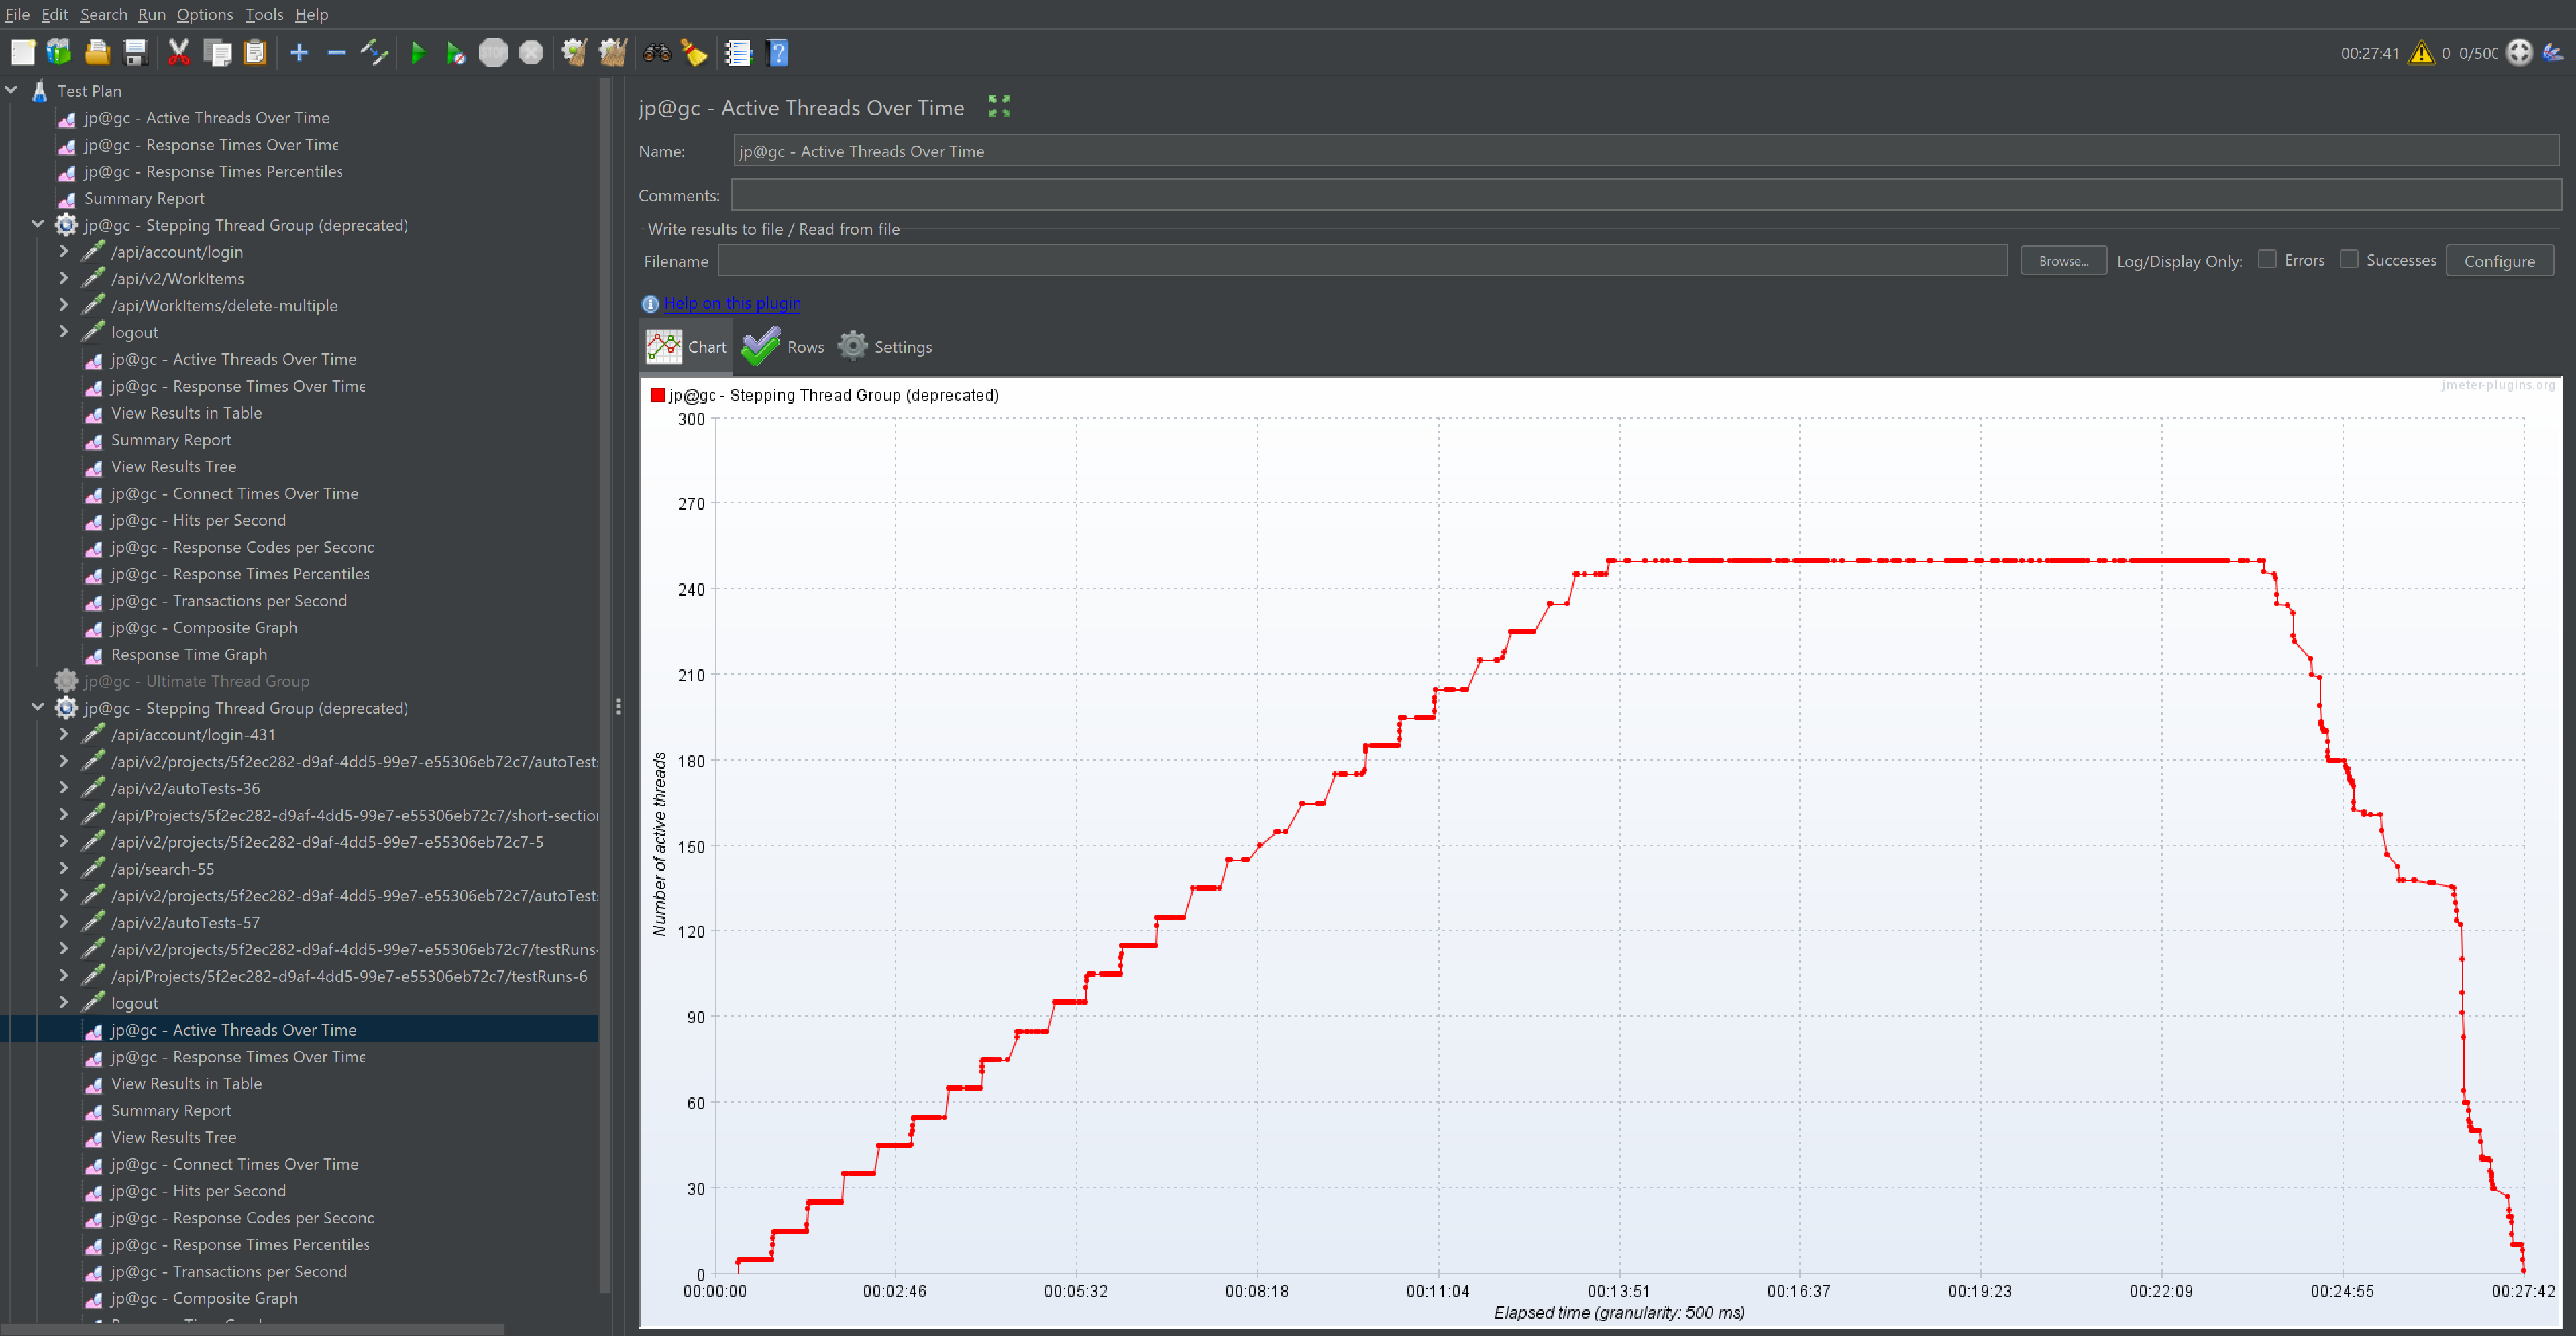 File Edit Search Run Options Tools Help
00:27:41 0 0/500
Test Plan
jp@gc - Active Threads Over Time
jp@gc - Response Times Over Time
jp@gc - Response Times Percentiles
Summary Report
jp@gc - Stepping Thread Group (deprecated)
/api/account/login
/api/v2/WorkItems
/api/WorkItems/delete-multiple
logout
jp@gc - Active Threads Over Time
jp@gc - Response Times Over Time
View Results in Table
Summary Report
View Results Tree
jp@gc - Connect Times Over Time
jp@gc - Hits per Second
jp@gc - Response Codes per Second
jp@gc - Response Times Percentiles
jp@gc - Transactions per Second
jp@gc - Composite Graph
Response Time Graph
jp@gc - Ultimate Thread Group
jp@gc - Stepping Thread Group (deprecated)
/api/account/login-431
/api/v2/projects/5f2ec282-d9af-4dd5-99e7-e55306eb72c7/autoTests
/api/v2/autoTests-36
/api/Projects/5f2ec282-d9af-4dd5-99e7-e55306eb72c7/short-section
/api/v2/projects/5f2ec282-d9af-4dd5-99e7-e55306eb72c7-5
/api/search-55
/api/v2/projects/5f2ec282-d9af-4dd5-99e7-e55306eb72c7/autoTests
/api/v2/autoTests-57
/api/v2/projects/5f2ec282-d9af-4dd5-99e7-e55306eb72c7/testRuns-
/api/Projects/5f2ec282-d9af-4dd5-99e7-e55306eb72c7/testRuns-6
logout
jp@gc - Active Threads Over Time
jp@gc - Response Times Over Time
View Results in Table
Summary Report
View Results Tree
jp@gc - Connect Times Over Time
jp@gc - Hits per Second
jp@gc - Response Codes per Second
jp@gc - Response Times Percentiles
jp@gc - Transactions per Second
jp@gc - Composite Graph
jp@gc - Active Threads Over Time
Name: jp@gc - Active Threads Over Time
Comments:
Write results to file / Read from file
Filename Browse... Log/Display Only: Errors Successes Configure
Help on this plugin
Chart Rows Settings
jp@gc - Stepping Thread Group (deprecated)
jmeter-plugins.org
300
270
240
210
180
150
120
90
60
30
0
Number of active threads
00:00:00 00:02:46 00:05:32 00:08:18 00:11:04 00:13:51 00:16:37 00:19:23 00:22:09 00:24:55 00:27:42
Elapsed time (granularity: 500 ms)